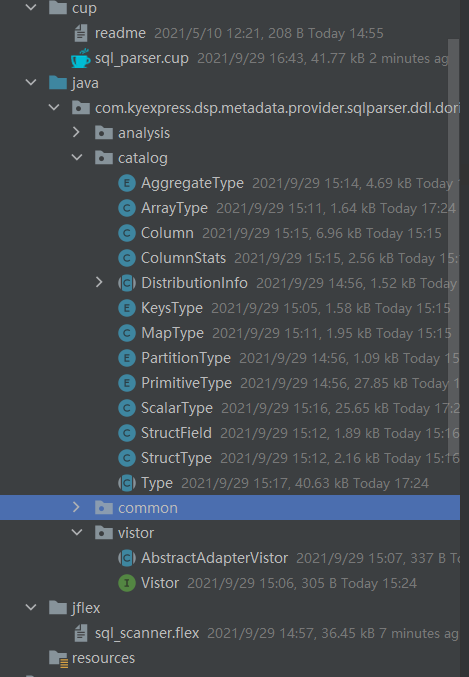 cup
readme 2021/5/10 12:21, 208 B Today 14:55
sql_parser.cup 2021/9/29 16:43, 41.77 kB 2 minutes ag
java
com.kyexpress.dsp.metadata.provider.sqlparser.ddl.dori
analysis
catalog
AggregateType 2021/9/29 15:14, 4.69 kB Today 1
ArrayType 2021/9/29 15:11, 1.64 kB Today 17:24
Column 2021/9/29 15:15, 6.96 kB Today 15:15
ColumnStats 2021/9/29 15:15, 2.56 kB Today 15:
DistributionInfo 2021/9/29 14:56, 1.52 kB Today
KeysType 2021/9/29 15:05, 1.58 kB Today 15:15
MapType 2021/9/29 15:11, 1.95 kB Today 15:15
PartitionType 2021/9/29 14:56, 1.09 kB Today 15
PrimitiveType 2021/9/29 14:56, 27.85 kB Today 1
ScalarType 2021/9/29 15:16, 25.65 kB Today 17:2
StructField 2021/9/29 15:12, 1.89 kB Today 15:16
StructType 2021/9/29 15:12, 2.16 kB Today 15:16
Type 2021/9/29 15:17, 40.63 kB Today 17:24
common
vistor
AbstractAdapterVistor 2021/9/29 15:07, 337 B
Vistor 2021/9/29 15:06, 305 B Today 15:24
jflex
sql_scanner.flex 2021/9/29 14:57, 36.45 kB 7 minutes
resources